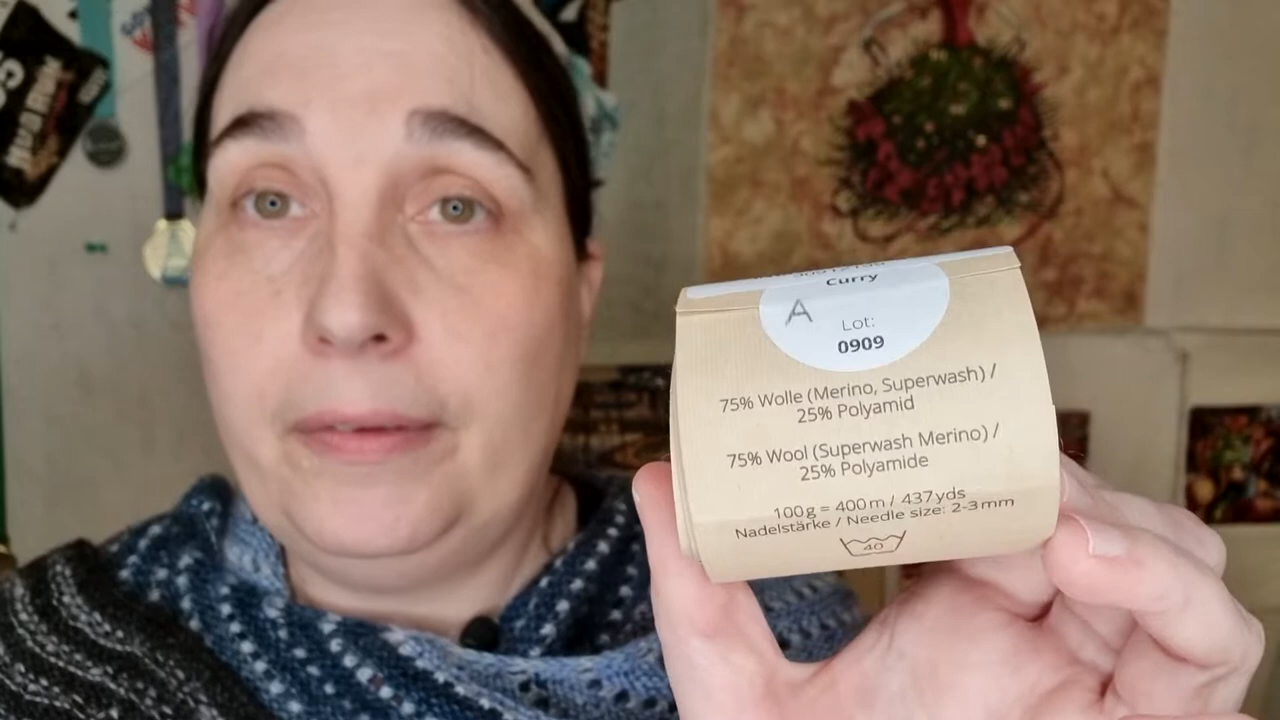 Curry
A
Lot:
0909
75% Wolle (Merino, Superwash) /
25% Polyamid
75% Wool (Superwash Merino) /
25% Polyamide
100g = 400m / 437yds
Nadelstärke / Needle size: 2-3mm
40